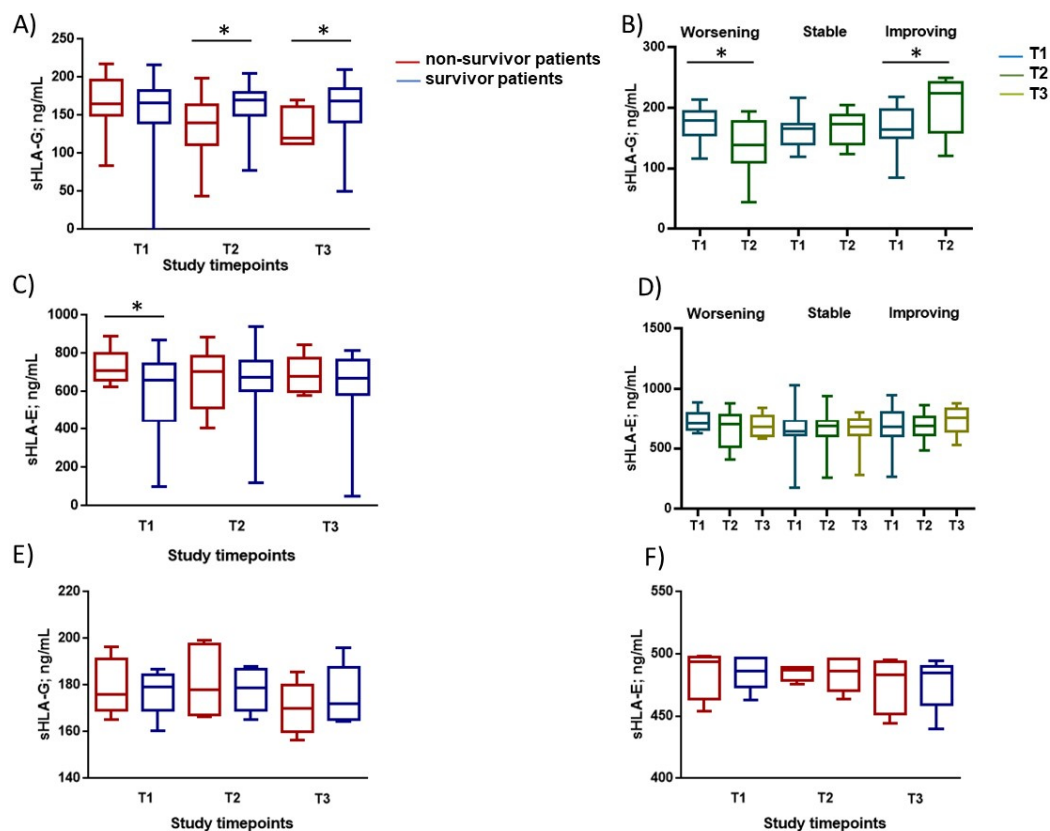 A)
250
200
150
100
50
0
sHLA-G; ng/mL
*
*
T1
T2
T3
Study timepoints
non-survivor patients
survivor patients
B)
Worsening
Stable
Improving
300
200
100
0
sHLA-G; ng/mL
*
*
T1
T2
T1
T2
T1
T2
T1
T2
T3
C)
1000
800
600
400
200
0
sHLA-E; ng/mL
*
T1
T2
T3
Study timepoints
D)
Worsening
Stable
Improving
1500
1000
500
0
sHLA-E; ng/mL
T1
T2
T3
T1
T2
T3
T1
T2
T3
E)
220
200
180
160
140
sHLA-G; ng/mL
T1
T2
T3
Study timepoints
F)
550
500
450
400
sHLA-E; ng/mL
T1
T2
T3
Study timepoints